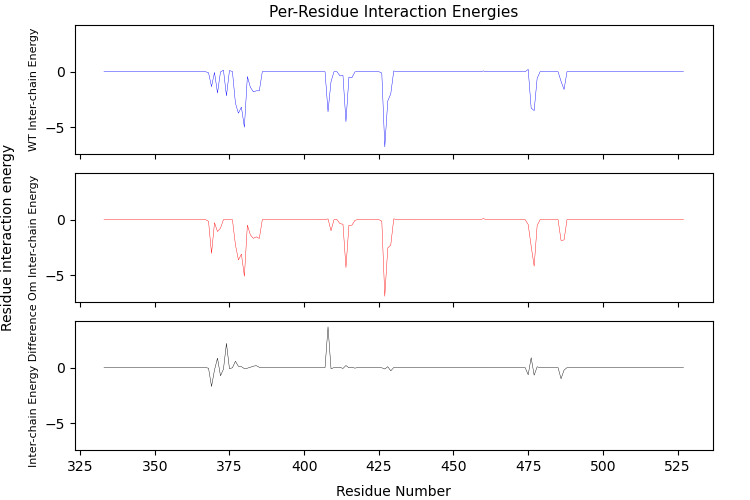 Per-Residue Interaction Energies
Residue interaction energy
WT Inter-chain Energy
0
−5
Om Inter-chain Energy
0
−5
Inter-chain Energy Difference
0
−5
325 350 375 400 425 450 475 500 525
Residue Number